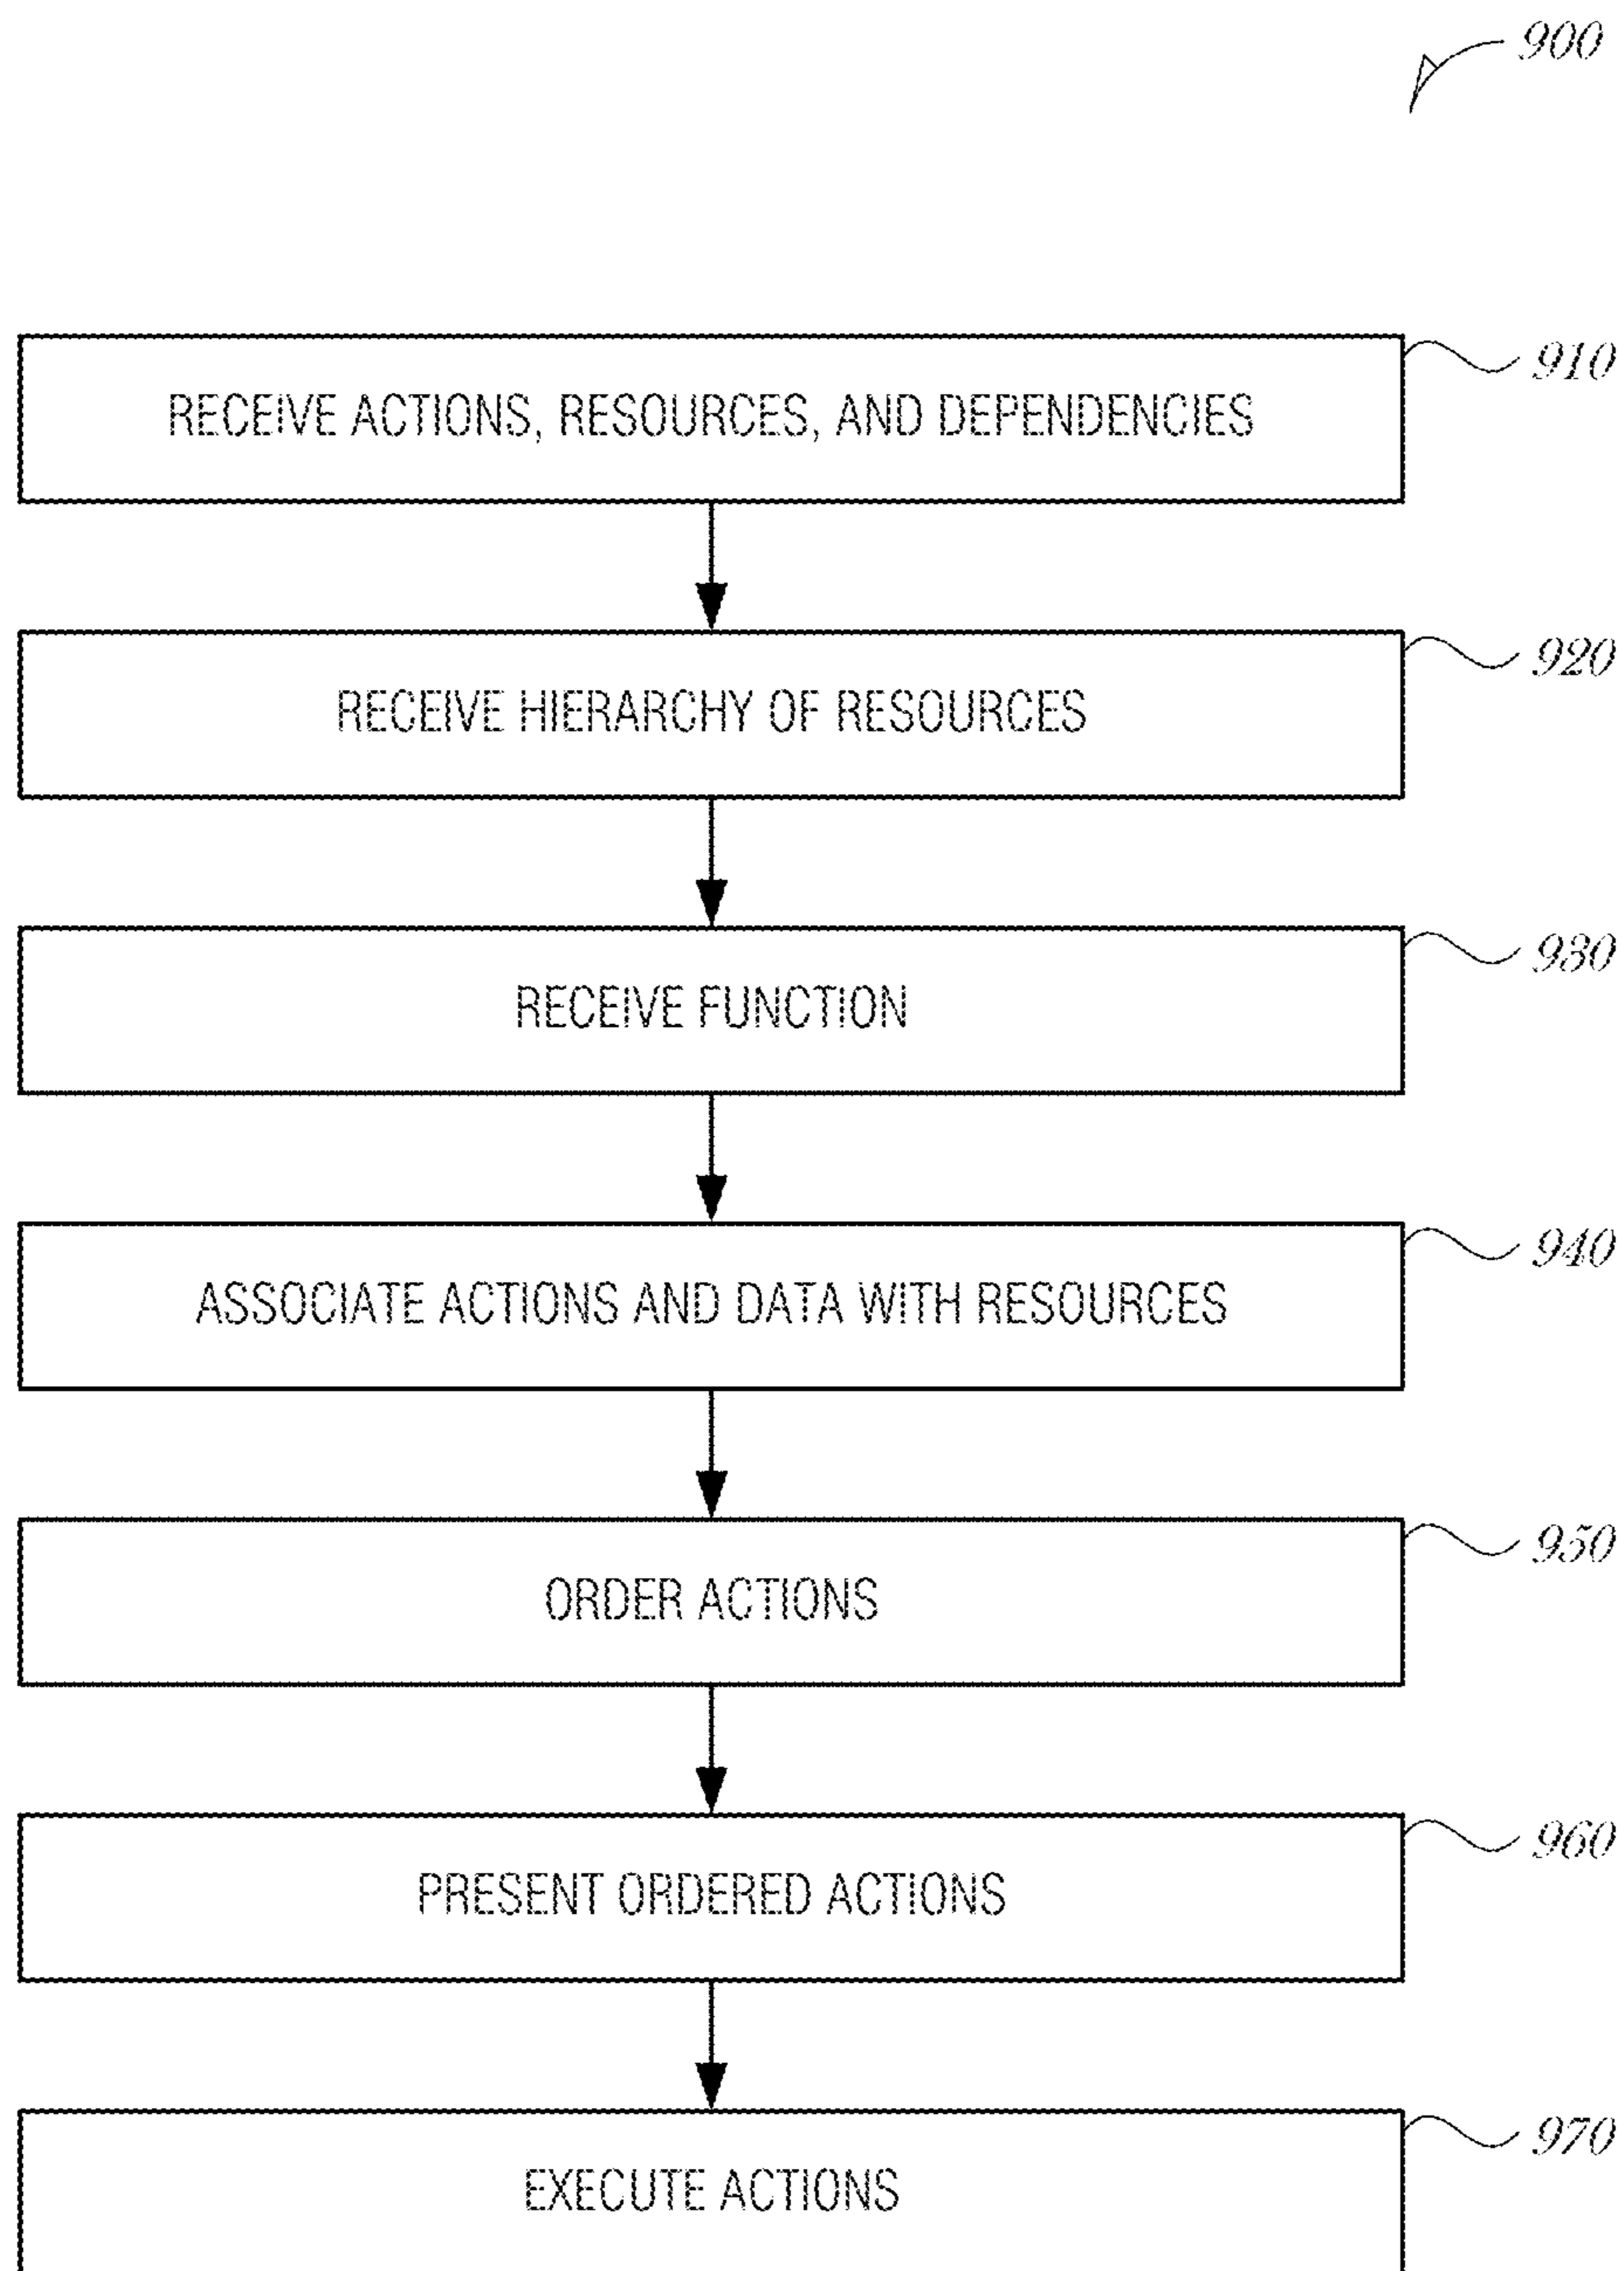 900
RECEIVE ACTIONS, RESOURCES, AND DEPENDENCIES
910
RECEIVE HIERARCHY OF RESOURCES
920
RECEIVE FUNCTION
930
ASSOCIATE ACTIONS AND DATA WITH RESOURCES
940
ORDER ACTIONS
950
PRESENT ORDERED ACTIONS
960
EXECUTE ACTIONS
970